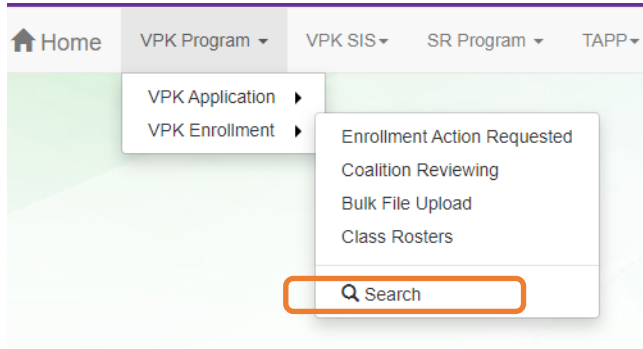 Home VPK Program VPK SIS SR Program TAPP
VPK Application
VPK Enrollment
Enrollment Action Requested
Coalition Reviewing
Bulk File Upload
Class Rosters
Search